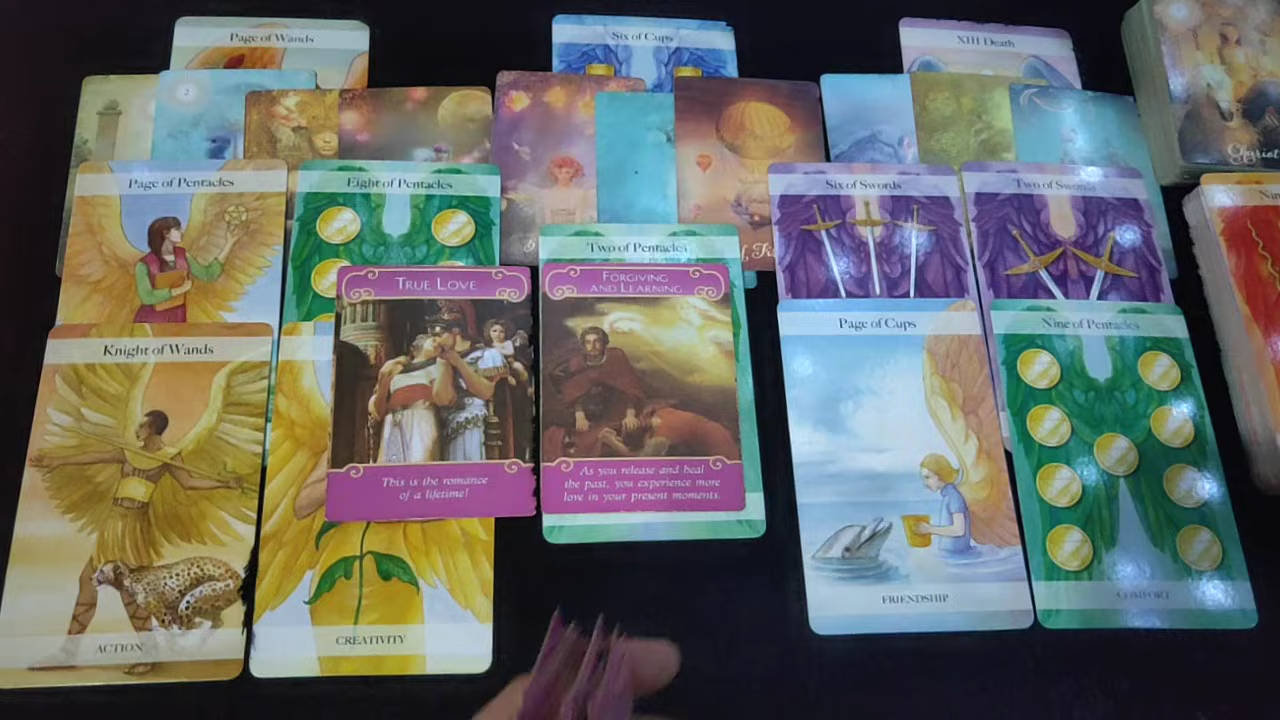 Page of Wands
Six of Cups
XIII Death
2
Page of Pentacles
Eight of Pentacles
Two of Pentacles
Six of Swords
Two of Swords
TRUE LOVE
This is the romance
of a lifetime!
FORGIVING
AND LEARNING
As you release and heal
the past, you experience more
love in your present moments.
Knight of Wands
ACTION
CREATIVITY
Page of Cups
FRIENDSHIP
Nine of Pentacles
COMFORT